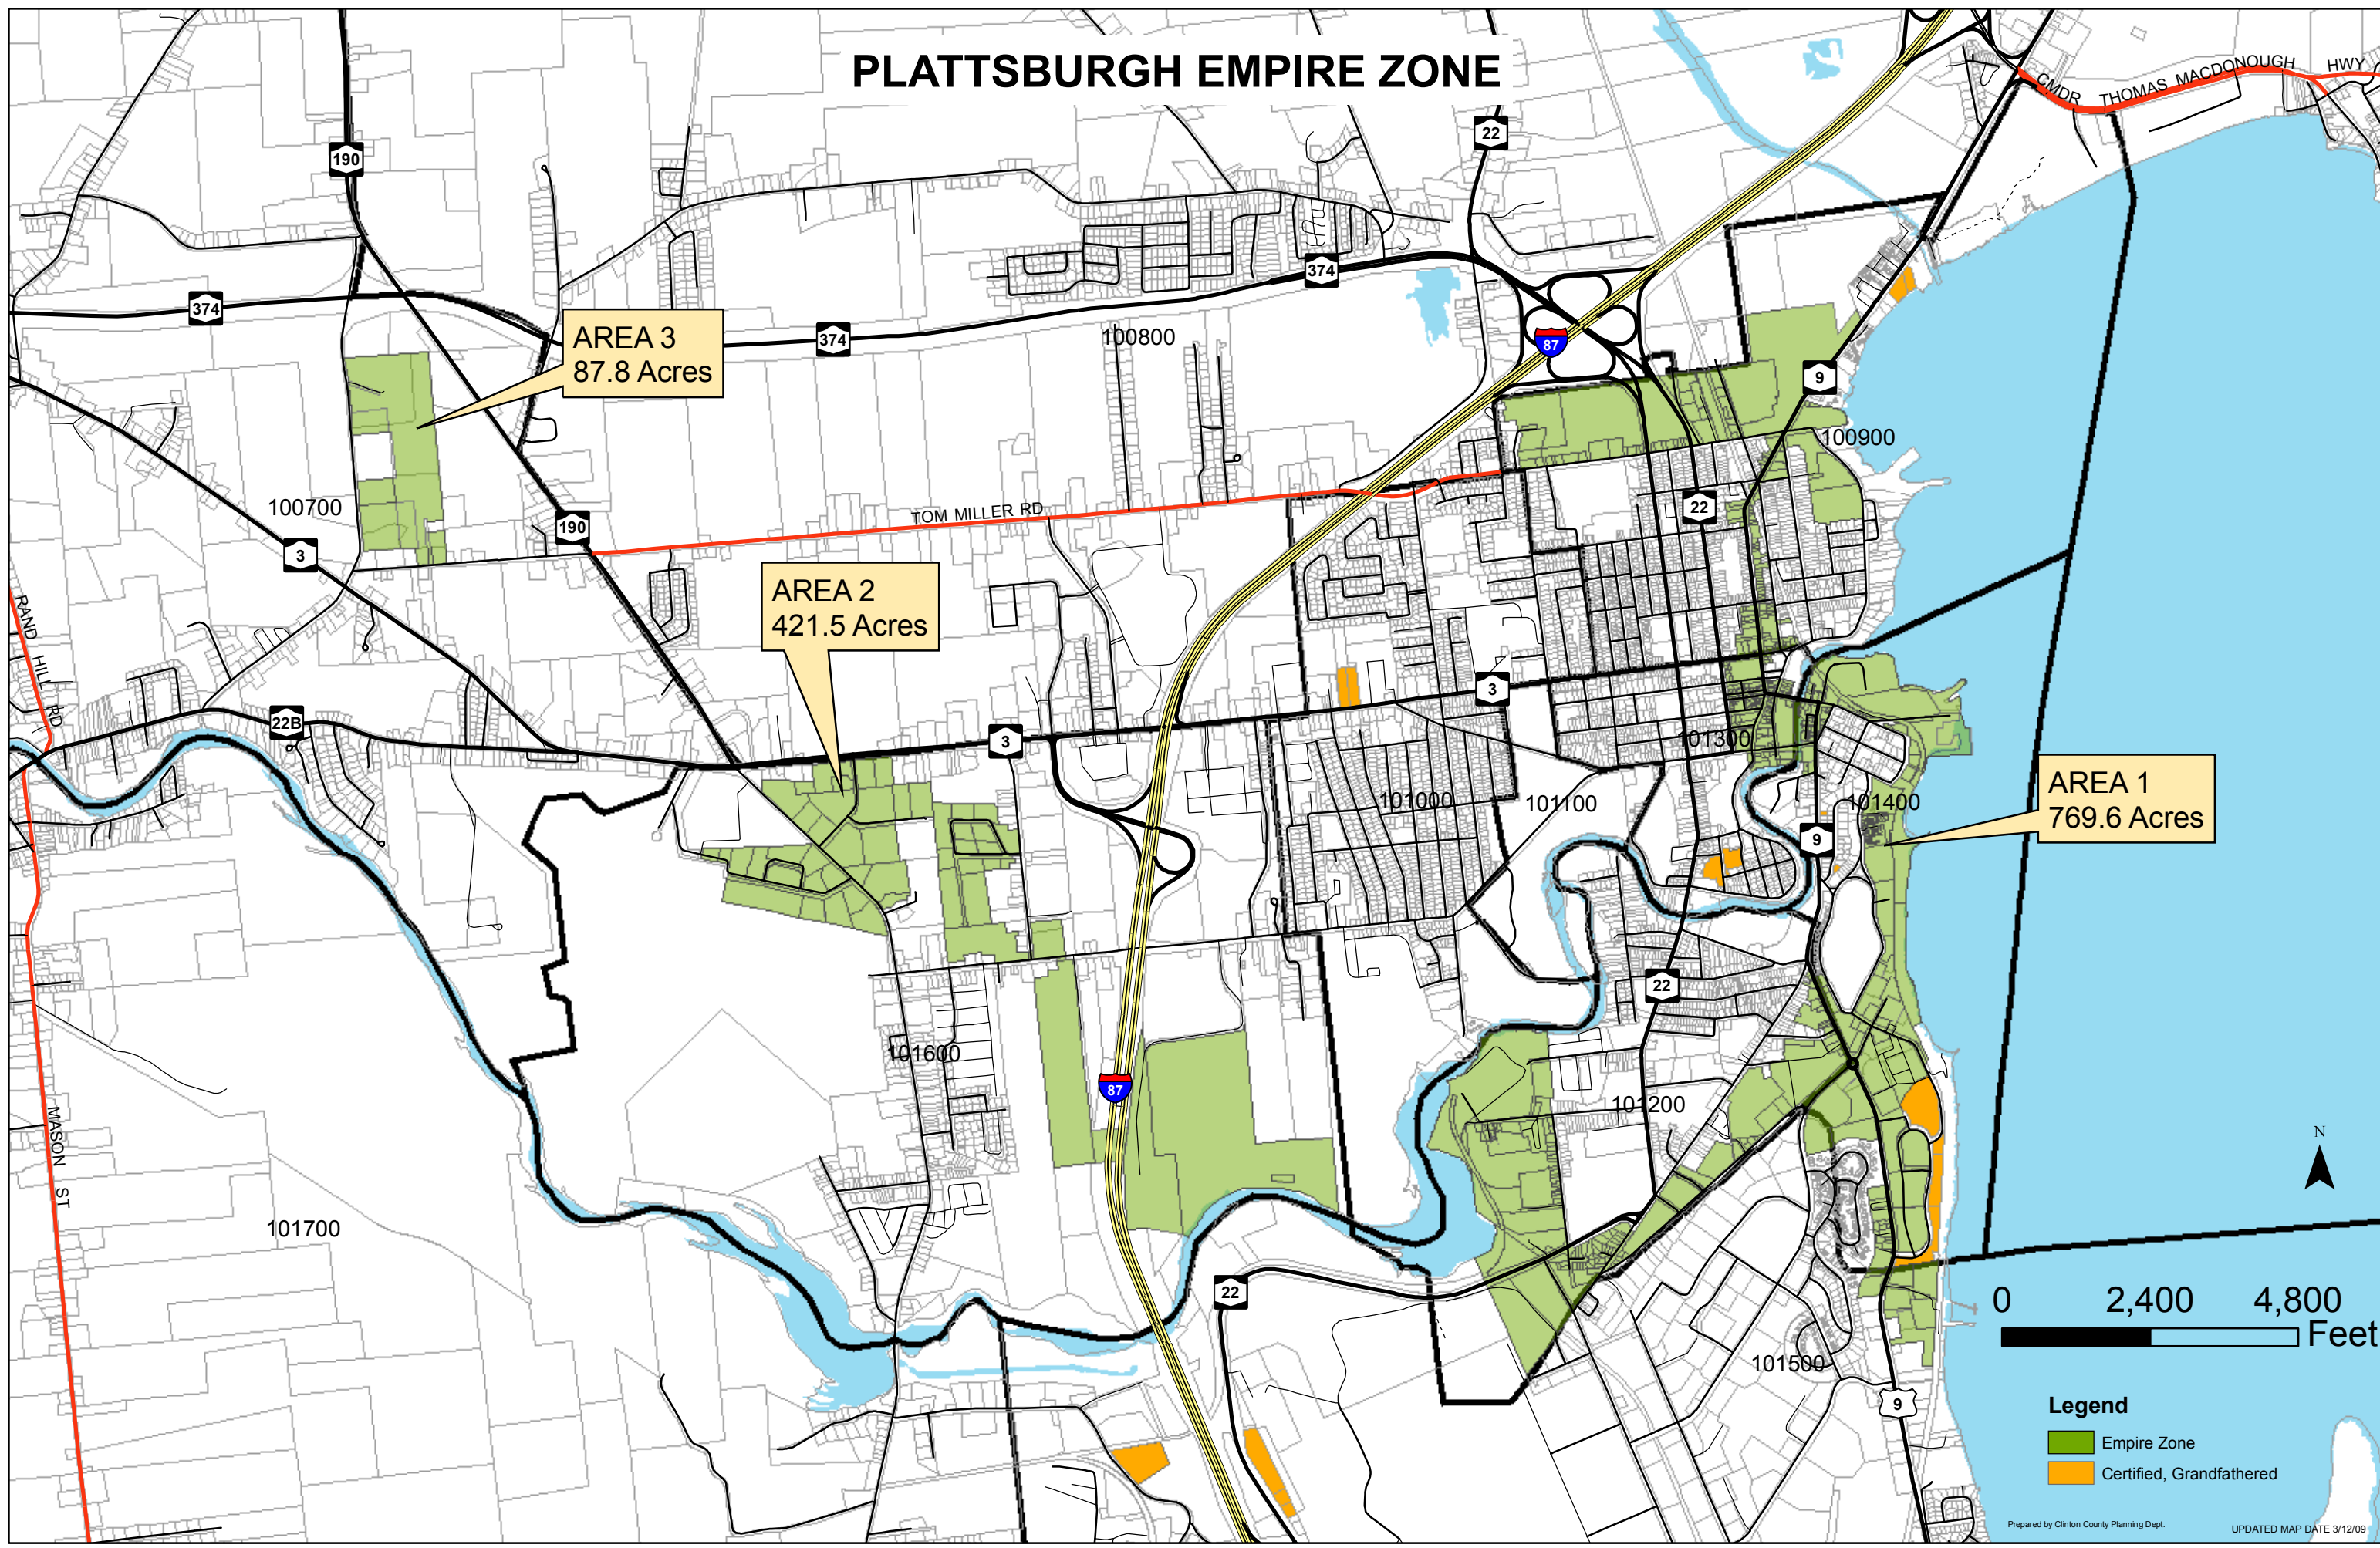 PLATTSBURGH EMPIRE ZONE
CMDR THOMAS MACDONOUGH HWY
190
22
374
374
374
87
AREA 3
87.8 Acres
100800
9
100900
100700
3
190
TOM MILLER RD
22
RAND HILL RD
AREA 2
421.5 Acres
22B
3
3
101300
101000
101100
101400
AREA 1
769.6 Acres
9
22
101600
87
101200
MASON ST
N
101700
22
101500
0 2,400 4,800
Feet
9
Legend
Empire Zone
Certified, Grandfathered
Prepared by Clinton County Planning Dept.
UPDATED MAP DATE 3/12/09